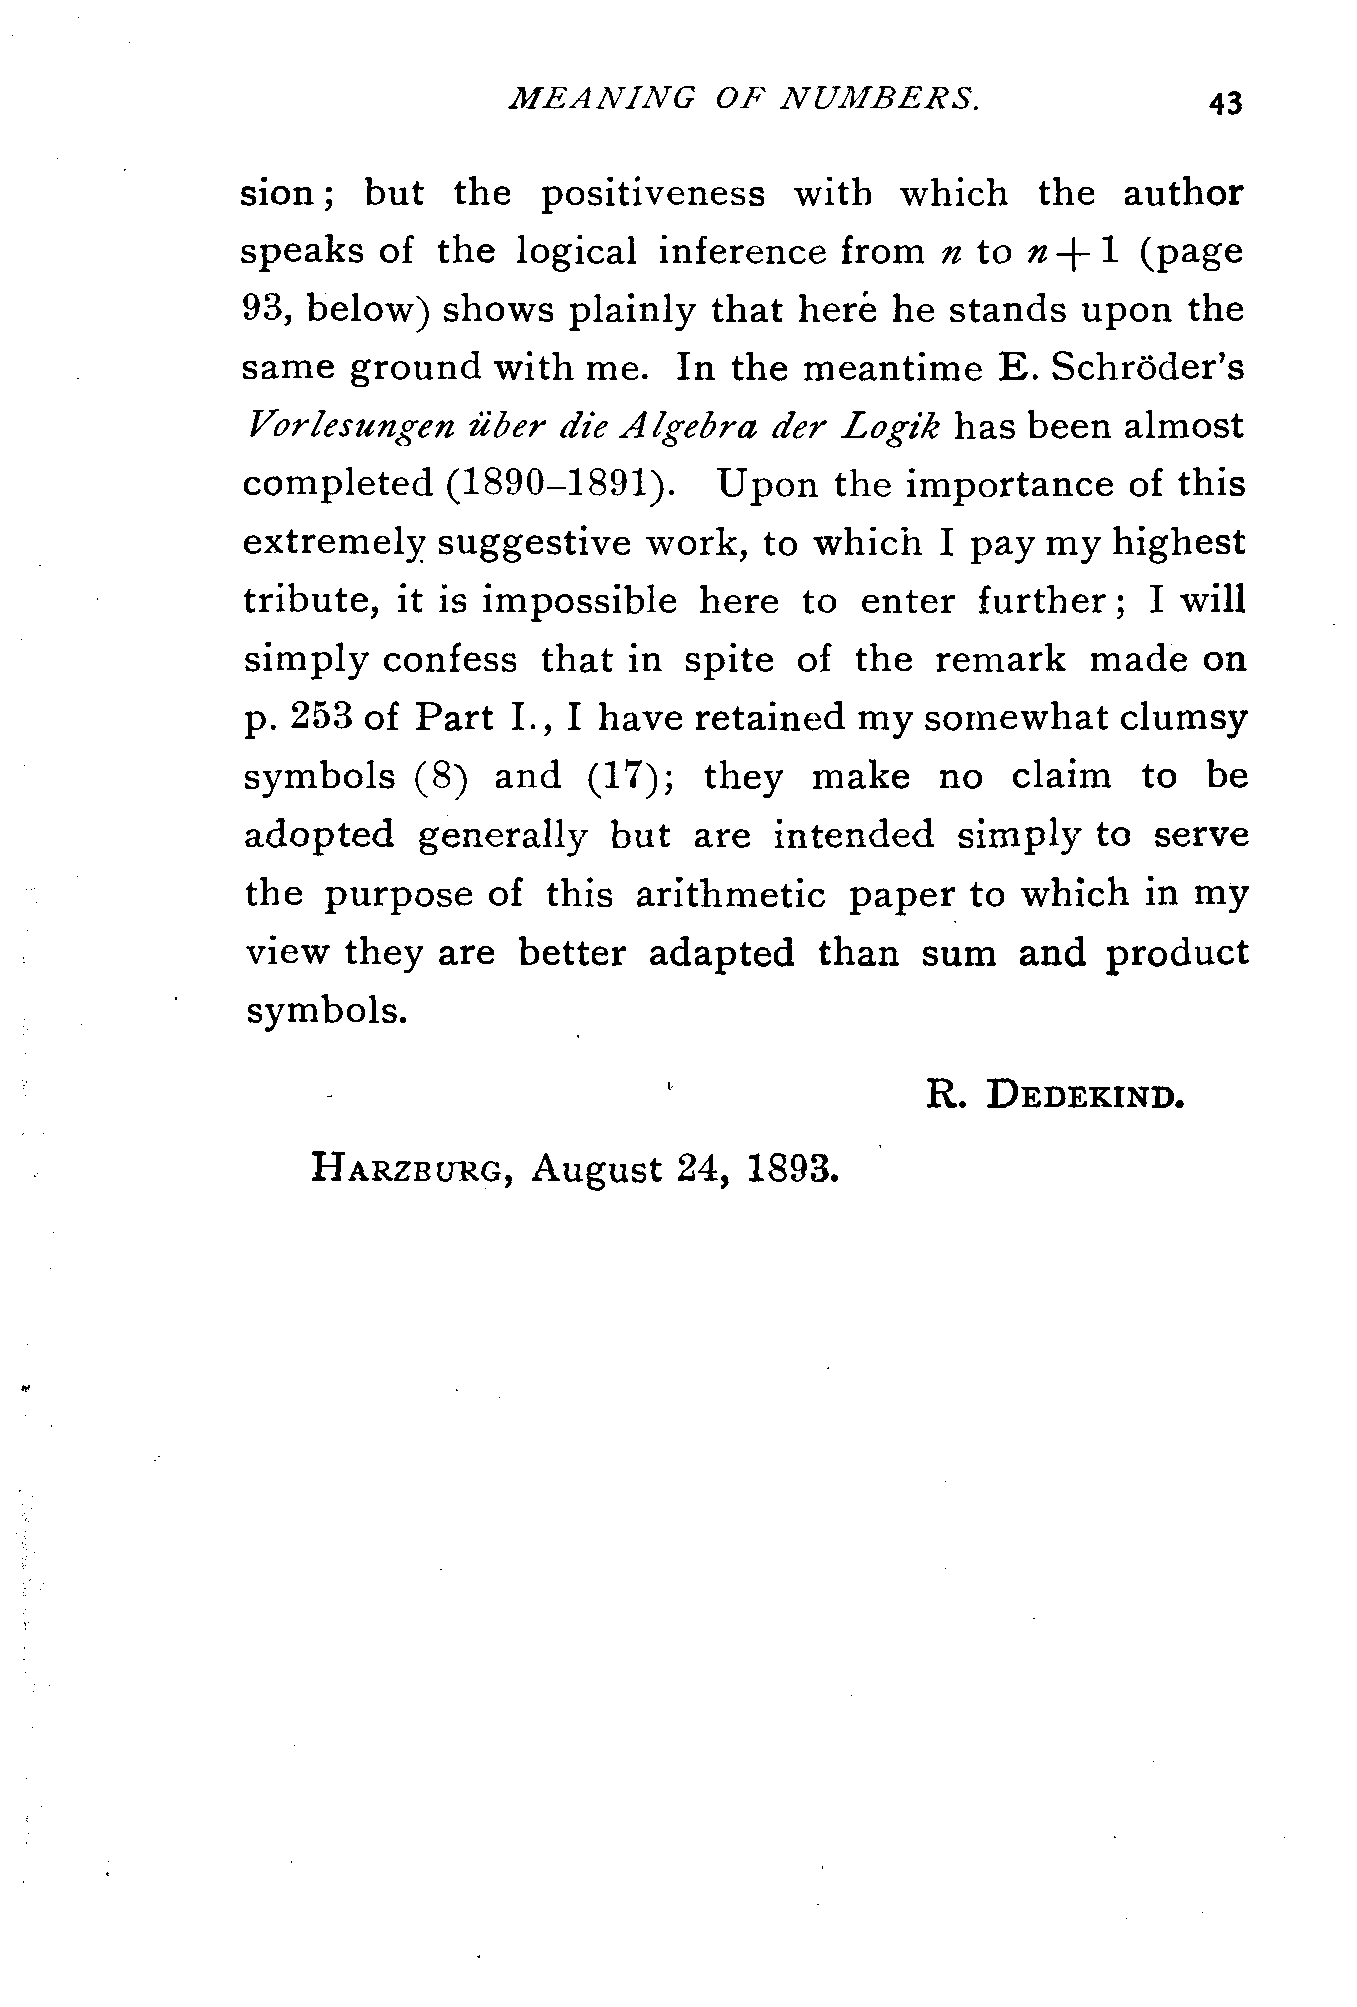 MEANING OF NUMBERS. 43
sion; but the positiveness with which the author
speaks of the logical inference from n to n+1 (page
93, below) shows plainly that here he stands upon the
same ground with me. In the meantime E. Schröder's
Vorlesungen über die Algebra der Logik has been almost
completed (1890–1891). Upon the importance of this
extremely suggestive work, to which I pay my highest
tribute, it is impossible here to enter further; I will
simply confess that in spite of the remark made on
p. 253 of Part I., I have retained my somewhat clumsy
symbols (8) and (17); they make no claim to be
adopted generally but are intended simply to serve
the purpose of this arithmetic paper to which in my
view they are better adapted than sum and product
symbols.
R. DEDEKIND.
HARZBURG, August 24, 1893.